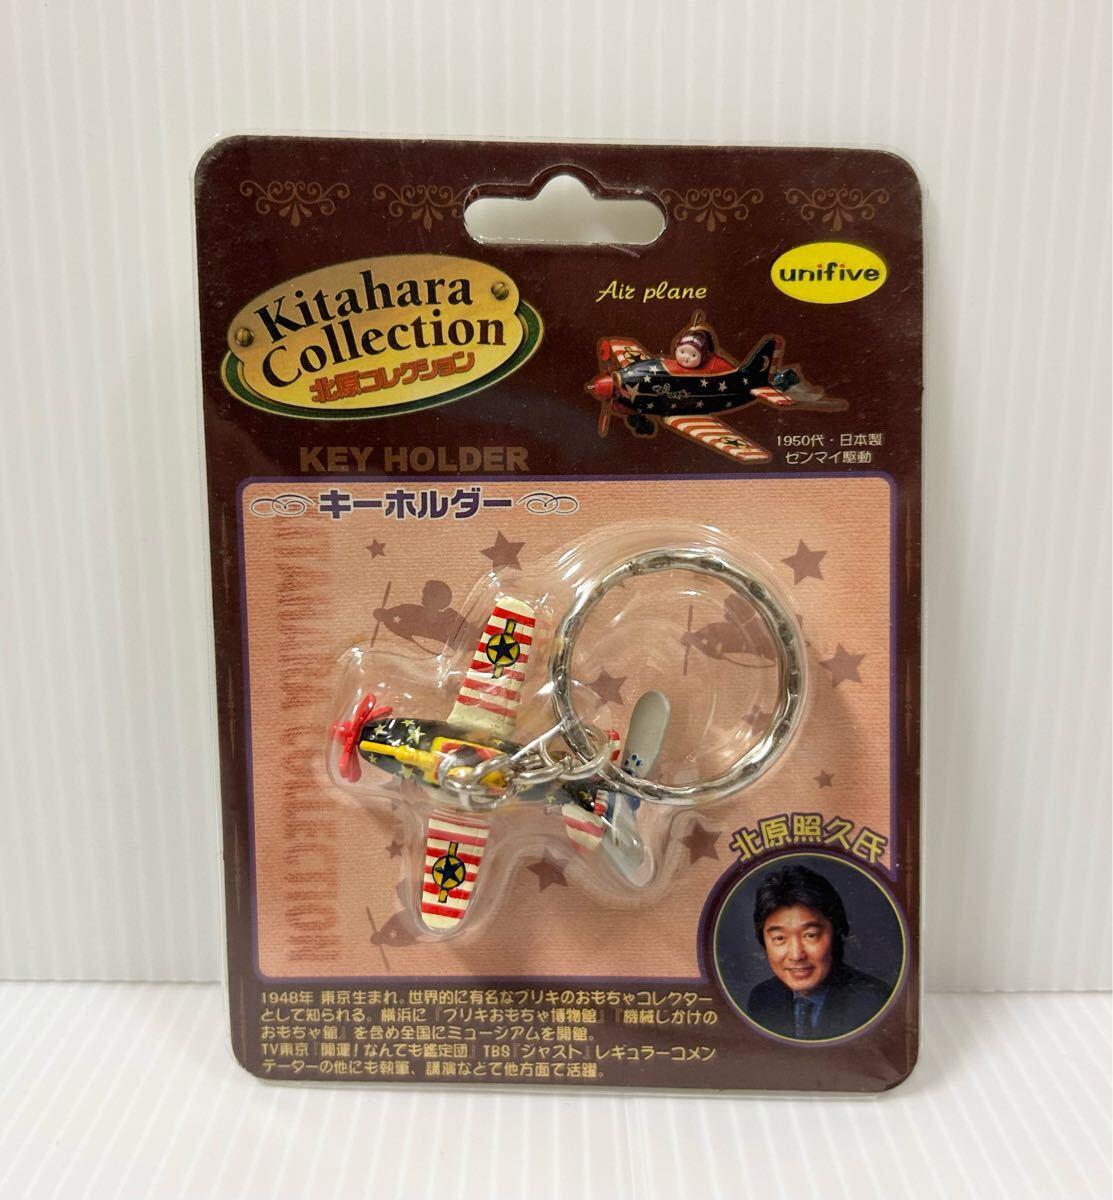 Kitahara
Collection
北原コレクション
unifive
Air plane
1950代・日本製
センマイ駆動
KEY HOLDER
キーホルダー
北原照久氏
1948年 東京生まれ。世界的に有名なブリキのおもちゃコレクター
として知られる。横浜に『ブリキおもちゃ博物館』『機械じかけの
おもちゃ館』を含め全国にミュージアムを開館。
TV東京『開運！なんでも鑑定団』TBS『ジャスト』レギュラーコメン
テーターの他にも執筆、講演などで他方面で活躍。